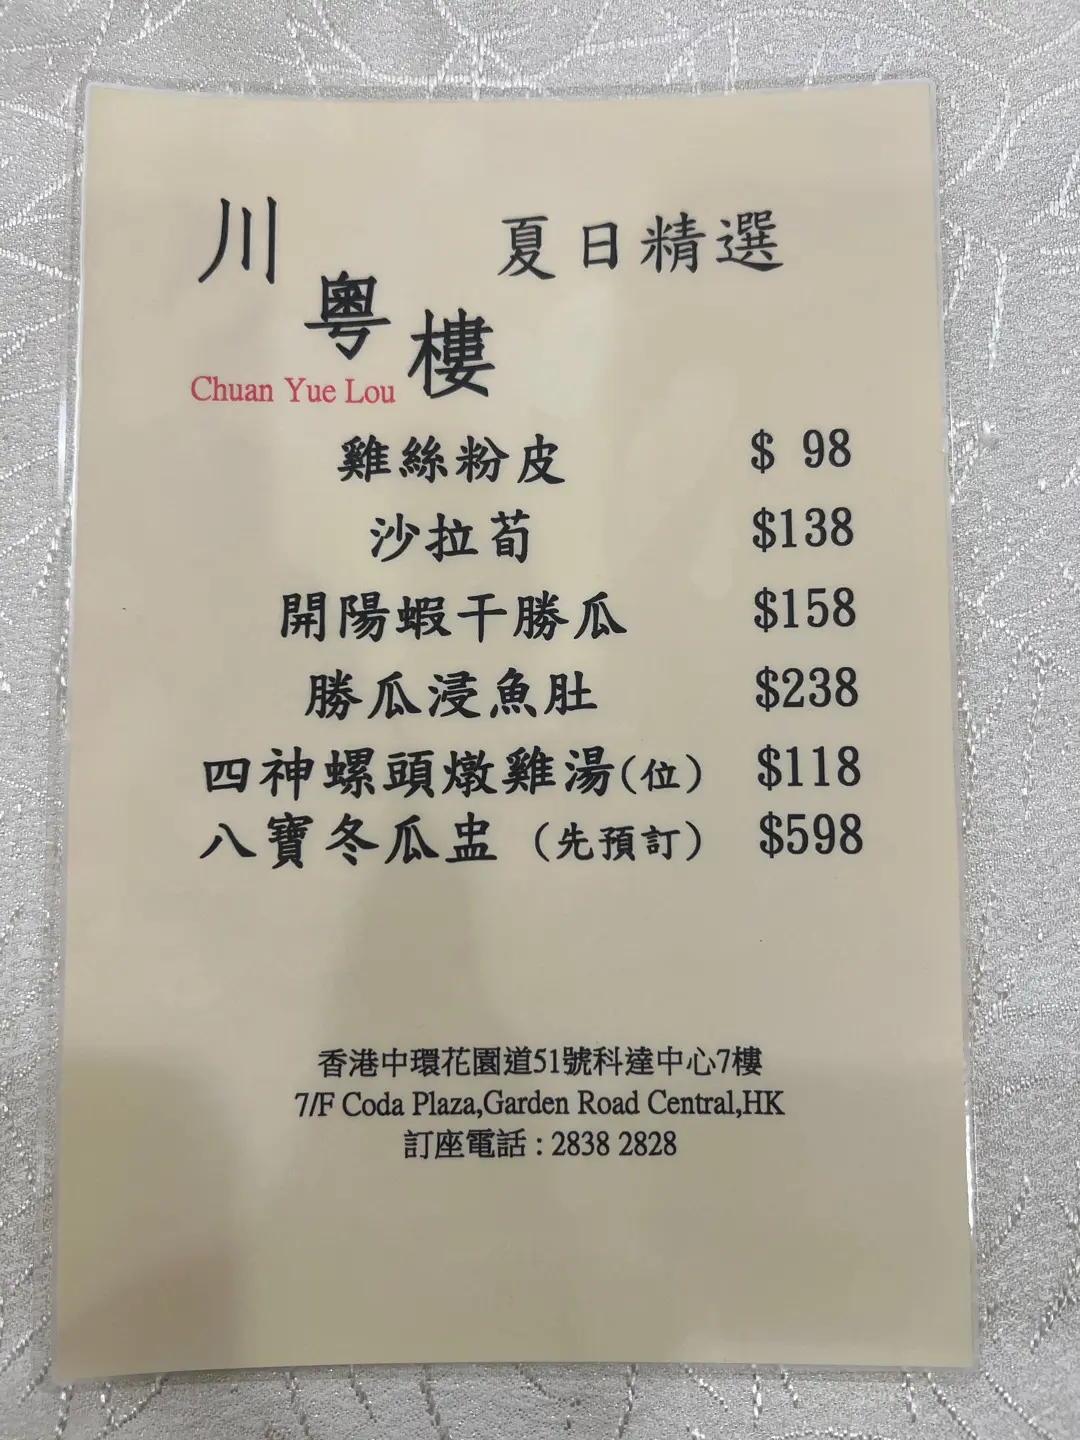 川粵樓
夏日精選
Chuan Yue Lou
雞絲粉皮 $ 98
沙拉荀 $138
開陽蝦干勝瓜 $158
勝瓜浸魚肚 $238
四神螺頭燉雞湯(位) $118
八寶冬瓜盅 (先預訂) $598
香港中環花園道51號科達中心7樓
7/F Coda Plaza,Garden Road Central,HK
訂座電話 : 2838 2828